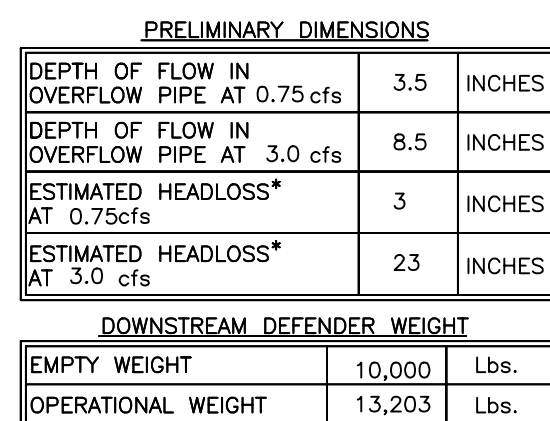 PRELIMINARY DIMENSIONS
DEPTH OF FLOW IN
OVERFLOW PIPE AT 0.75 cfs 3.5 INCHES
DEPTH OF FLOW IN
OVERFLOW PIPE AT 3.0 cfs 8.5 INCHES
ESTIMATED HEADLOSS*
AT 0.75cfs 3 INCHES
ESTIMATED HEADLOSS*
AT 3.0 cfs 23 INCHES
DOWNSTREAM DEFENDER WEIGHT
EMPTY WEIGHT 10,000 Lbs.
OPERATIONAL WEIGHT 13,203 Lbs.